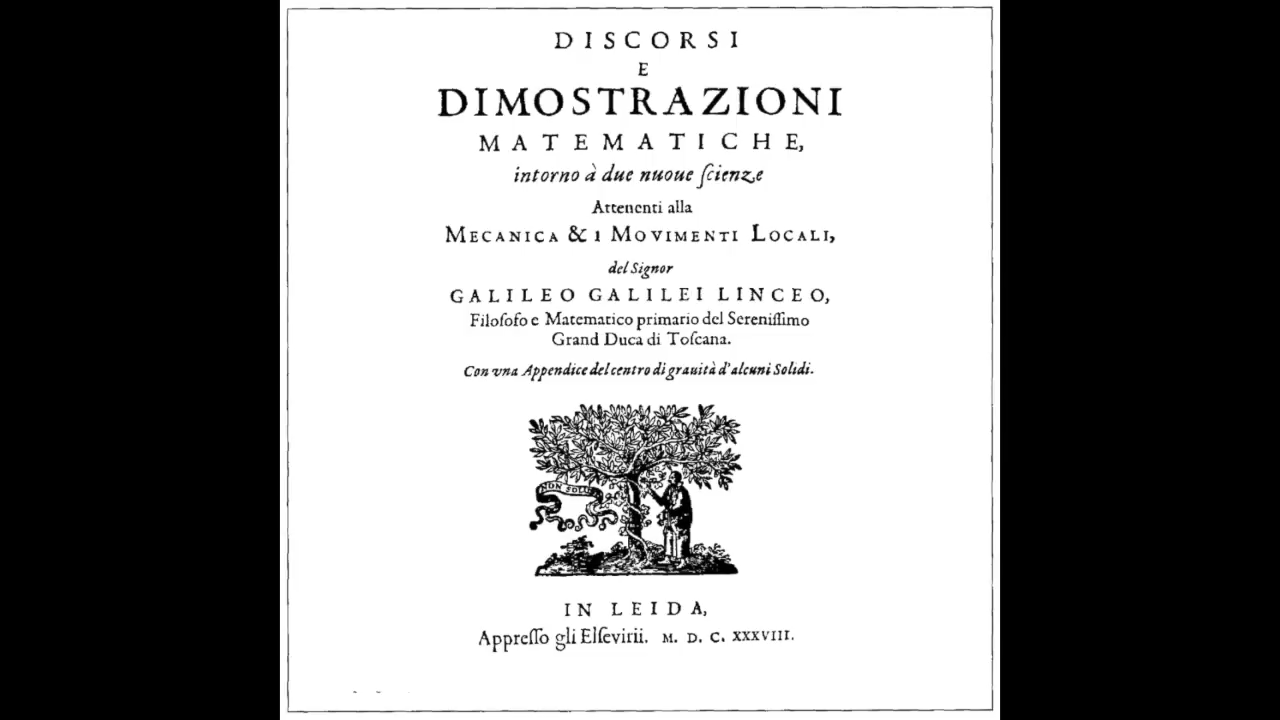 DISCORSI
E
DIMOSTRAZIONI
MATEMATICHE,
intorno à due nuoue ſcienze
Attenenti alla
MECANICA & i MOVIMENTI LOCALI,
del Signor
GALILEO GALILEI LINCEO,
Filoſofo e Matematico primario del Sereniſſimo
Grand Duca di Toſcana.
Con vna Appendice del centro di grauità d'alcuni Solidi.
NON SOLUS
IN LEIDA,
Appreſſo gli Elſevirii. M. D. C. XXXVIII.